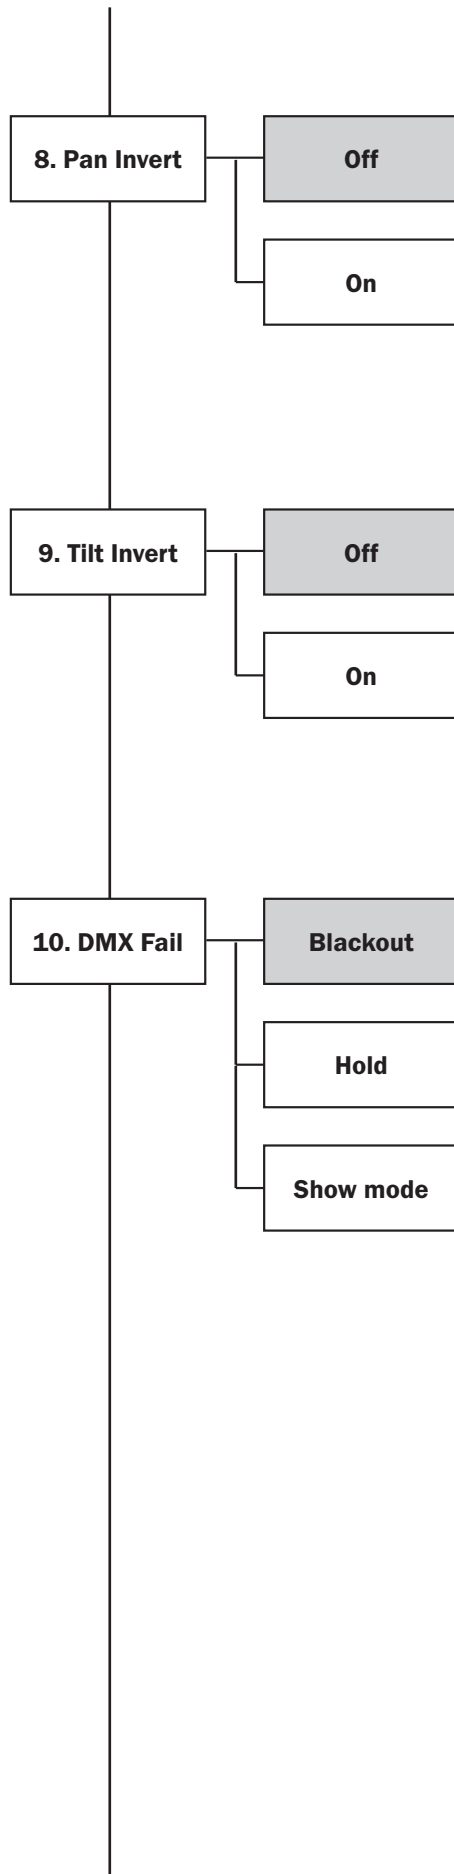 8. Pan Invert
Off
On
9. Tilt Invert
Off
On
10. DMX Fail
Blackout
Hold
Show mode